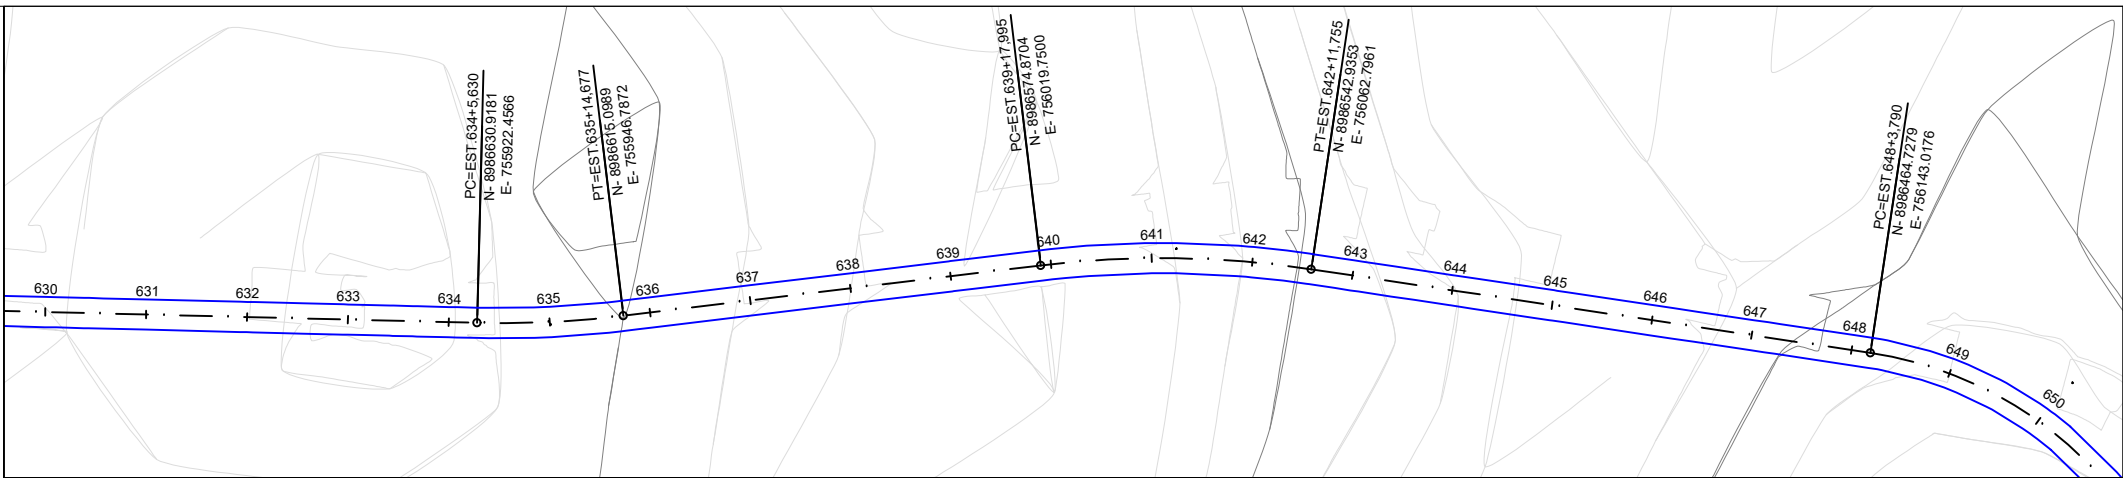 PC=EST.634+5,630
N- 8986630.9181
E- 755922.4566
PT=EST.635+14,677
N- 8986615.0989
E- 755946.7872
PC=EST.639+17,995
N- 8986574.8704
E- 756019.7500
PT=EST.642+11,755
N- 8986542.9353
E- 756062.7961
PC=EST.648+3,790
N- 8986464.7279
E- 756143.0176
630
631
632
633
634
635
636
637
638
639
640
641
642
643
644
645
646
647
648
649
650